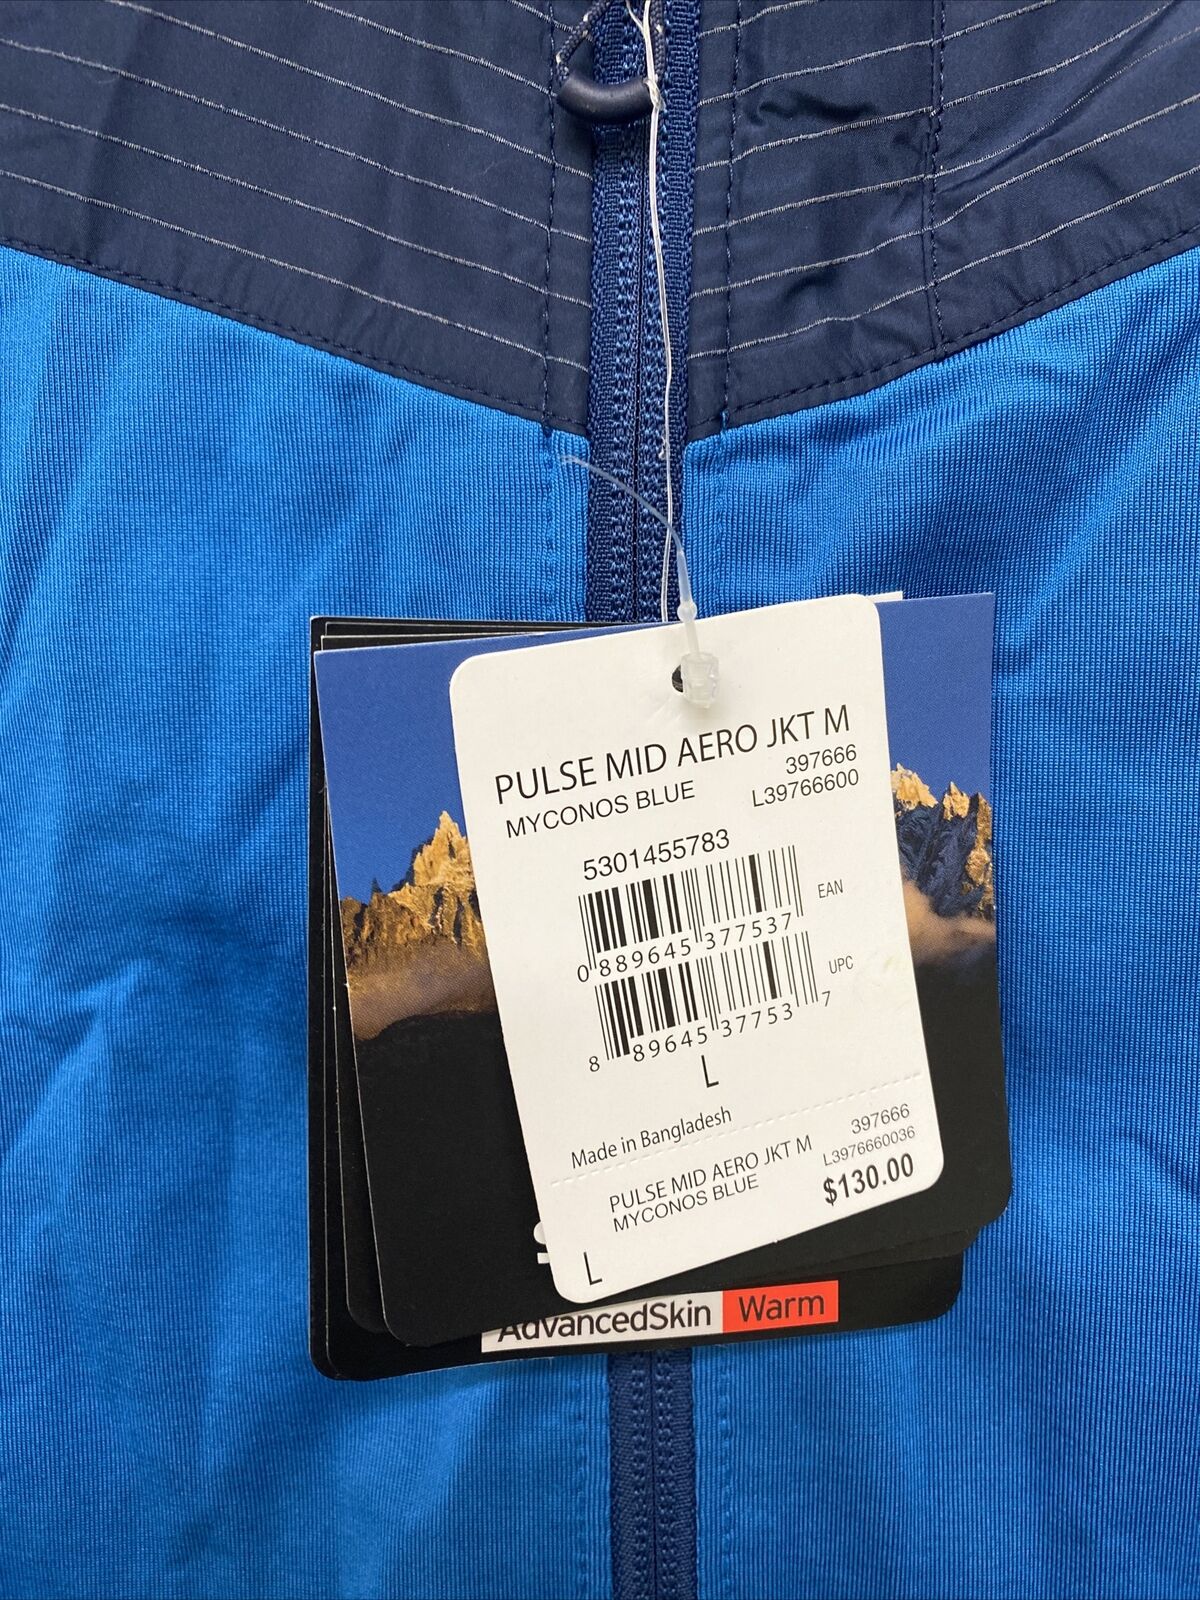 PULSE MID AERO JKT M
MYCONOS BLUE 397666
L39766600
5301455783
EAN
0 889645 377537
UPC
8 89645 37753 7
L
Made in Bangladesh
PULSE MID AERO JKT M 397666
MYCONOS BLUE L3976660036
$130.00
L
AdvancedSkin Warm